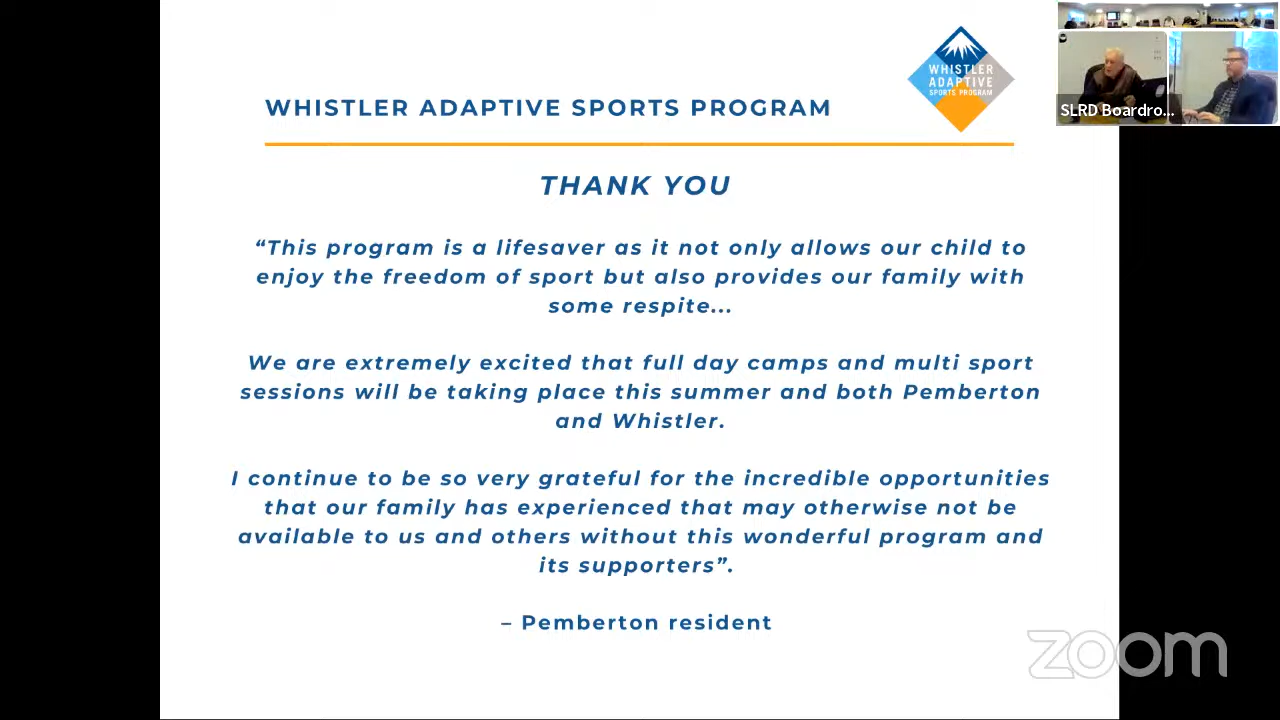 WHISTLER ADAPTIVE SPORTS PROGRAM
WHISTLER
ADAPTIVE
SPORTS PROGRAM
SLRD Boardro...
THANK YOU
“This program is a lifesaver as it not only allows our child to
enjoy the freedom of sport but also provides our family with
some respite...
We are extremely excited that full day camps and multi sport
sessions will be taking place this summer and both Pemberton
and Whistler.
I continue to be so very grateful for the incredible opportunities
that our family has experienced that may otherwise not be
available to us and others without this wonderful program and
its supporters”.
– Pemberton resident
zoom